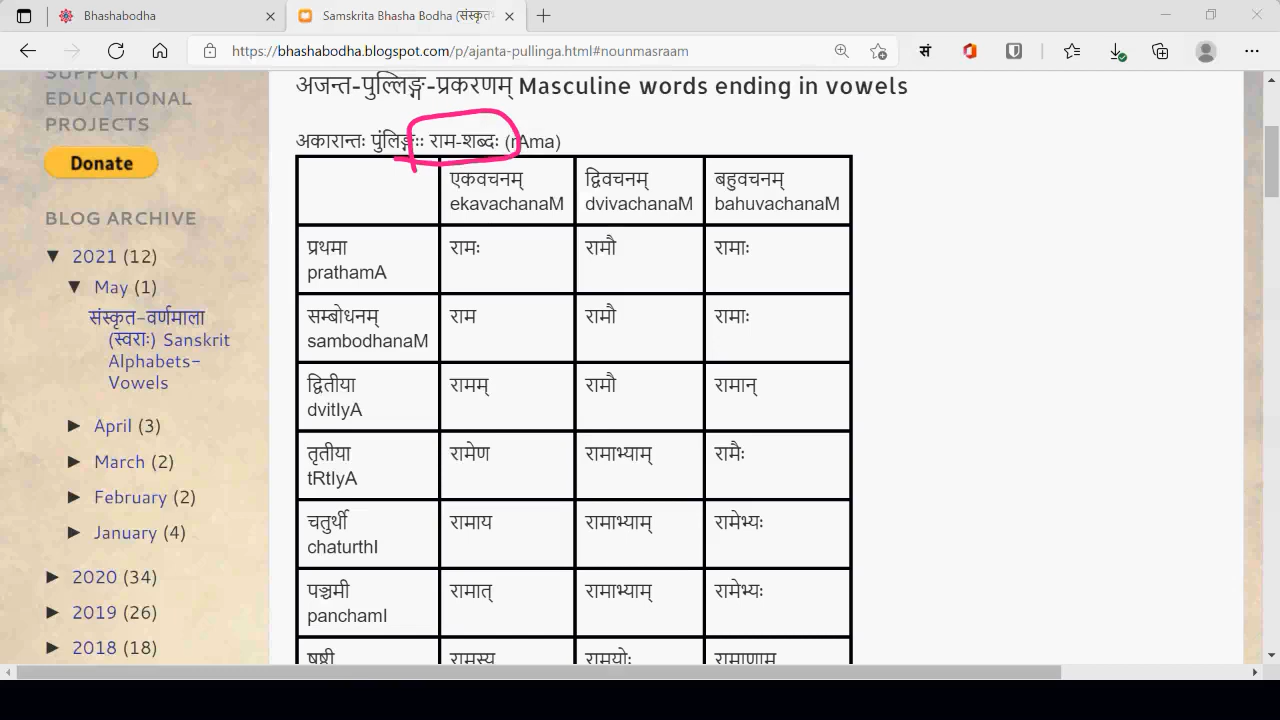 Bhashabodha
Samskrita Bhasha Bodha (संस्कृत-
https://bhashabodha.blogspot.com/p/ajanta-pullinga.html#nounmasraam
सं
SUPPORT
EDUCATIONAL
PROJECTS
Donate
BLOG ARCHIVE
▼ 2021 (12)
▼ May (1)
संस्कृत-वर्णमाला
(स्वराः) Sanskrit
Alphabets-
Vowels
► April (3)
► March (2)
► February (2)
► January (4)
► 2020 (34)
► 2019 (26)
► 2018 (18)
अजन्त-पुल्लिङ्ग-प्रकरणम् Masculine words ending in vowels
अकारान्तः पुंलिङ्गः: राम-शब्दः (rAma)
एकवचनम् द्विवचनम् बहुवचनम्
ekavachanaM dvivachanaM bahuvachanaM
प्रथमा रामः रामौ रामाः
prathamA
सम्बोधनम् राम रामौ रामाः
sambodhanaM
द्वितीया रामम् रामौ रामान्
dvitIyA
तृतीया रामेण रामाभ्याम् रामैः
tRtIyA
चतुर्थी रामाय रामाभ्याम् रामेभ्यः
chaturthI
पञ्चमी रामात् रामाभ्याम् रामेभ्यः
panchamI
षष्ठी रामस्य रामयोः रामाणाम्